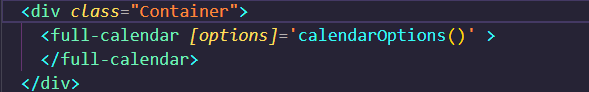 <div class="Container">
<full-calendar [options]='calendarOptions()' >
</full-calendar>
</div>